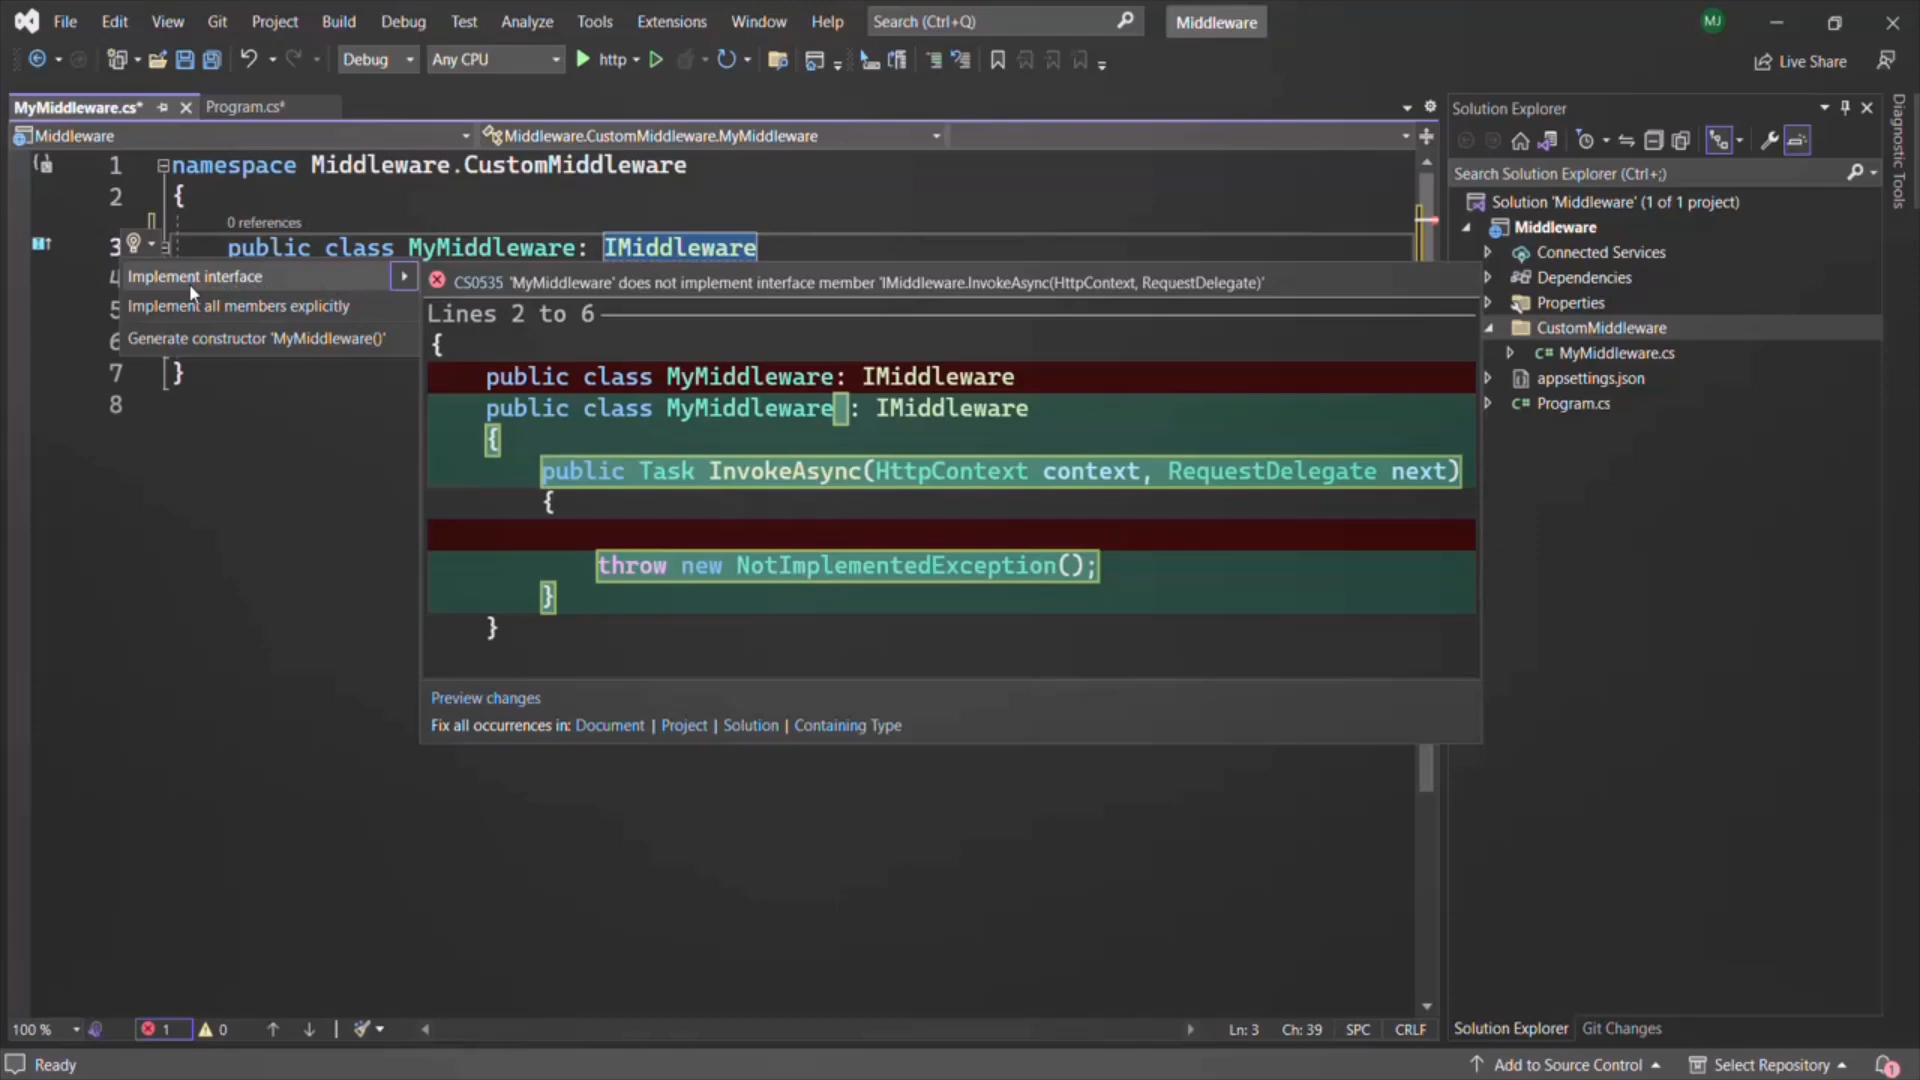 File Edit View Git Project Build Debug Test Analyze Tools Extensions Window Help Search (Ctrl+Q) Middleware MJ
Debug Any CPU http Live Share
MyMiddleware.cs* Program.cs*
Middleware Middleware.CustomMiddleware.MyMiddleware
1 namespace Middleware.CustomMiddleware
2 {
0 references
3 public class MyMiddleware: IMiddleware
4
5
6
7 }
8
Implement interface
Implement all members explicitly
Generate constructor 'MyMiddleware()'
CS0535 'MyMiddleware' does not implement interface member 'IMiddleware.InvokeAsync(HttpContext, RequestDelegate)'
Lines 2 to 6
{
public class MyMiddleware: IMiddleware
public class MyMiddleware : IMiddleware
{
public Task InvokeAsync(HttpContext context, RequestDelegate next)
{
throw new NotImplementedException();
}
}
Preview changes
Fix all occurrences in: Document | Project | Solution | Containing Type
Solution Explorer
Search Solution Explorer (Ctrl+;)
Solution 'Middleware' (1 of 1 project)
Middleware
Connected Services
Dependencies
Properties
CustomMiddleware
C# MyMiddleware.cs
appsettings.json
C# Program.cs
Diagnostic Tools
100 % 1 0 Ln: 3 Ch: 39 SPC CRLF
Solution Explorer Git Changes
Ready Add to Source Control Select Repository 1